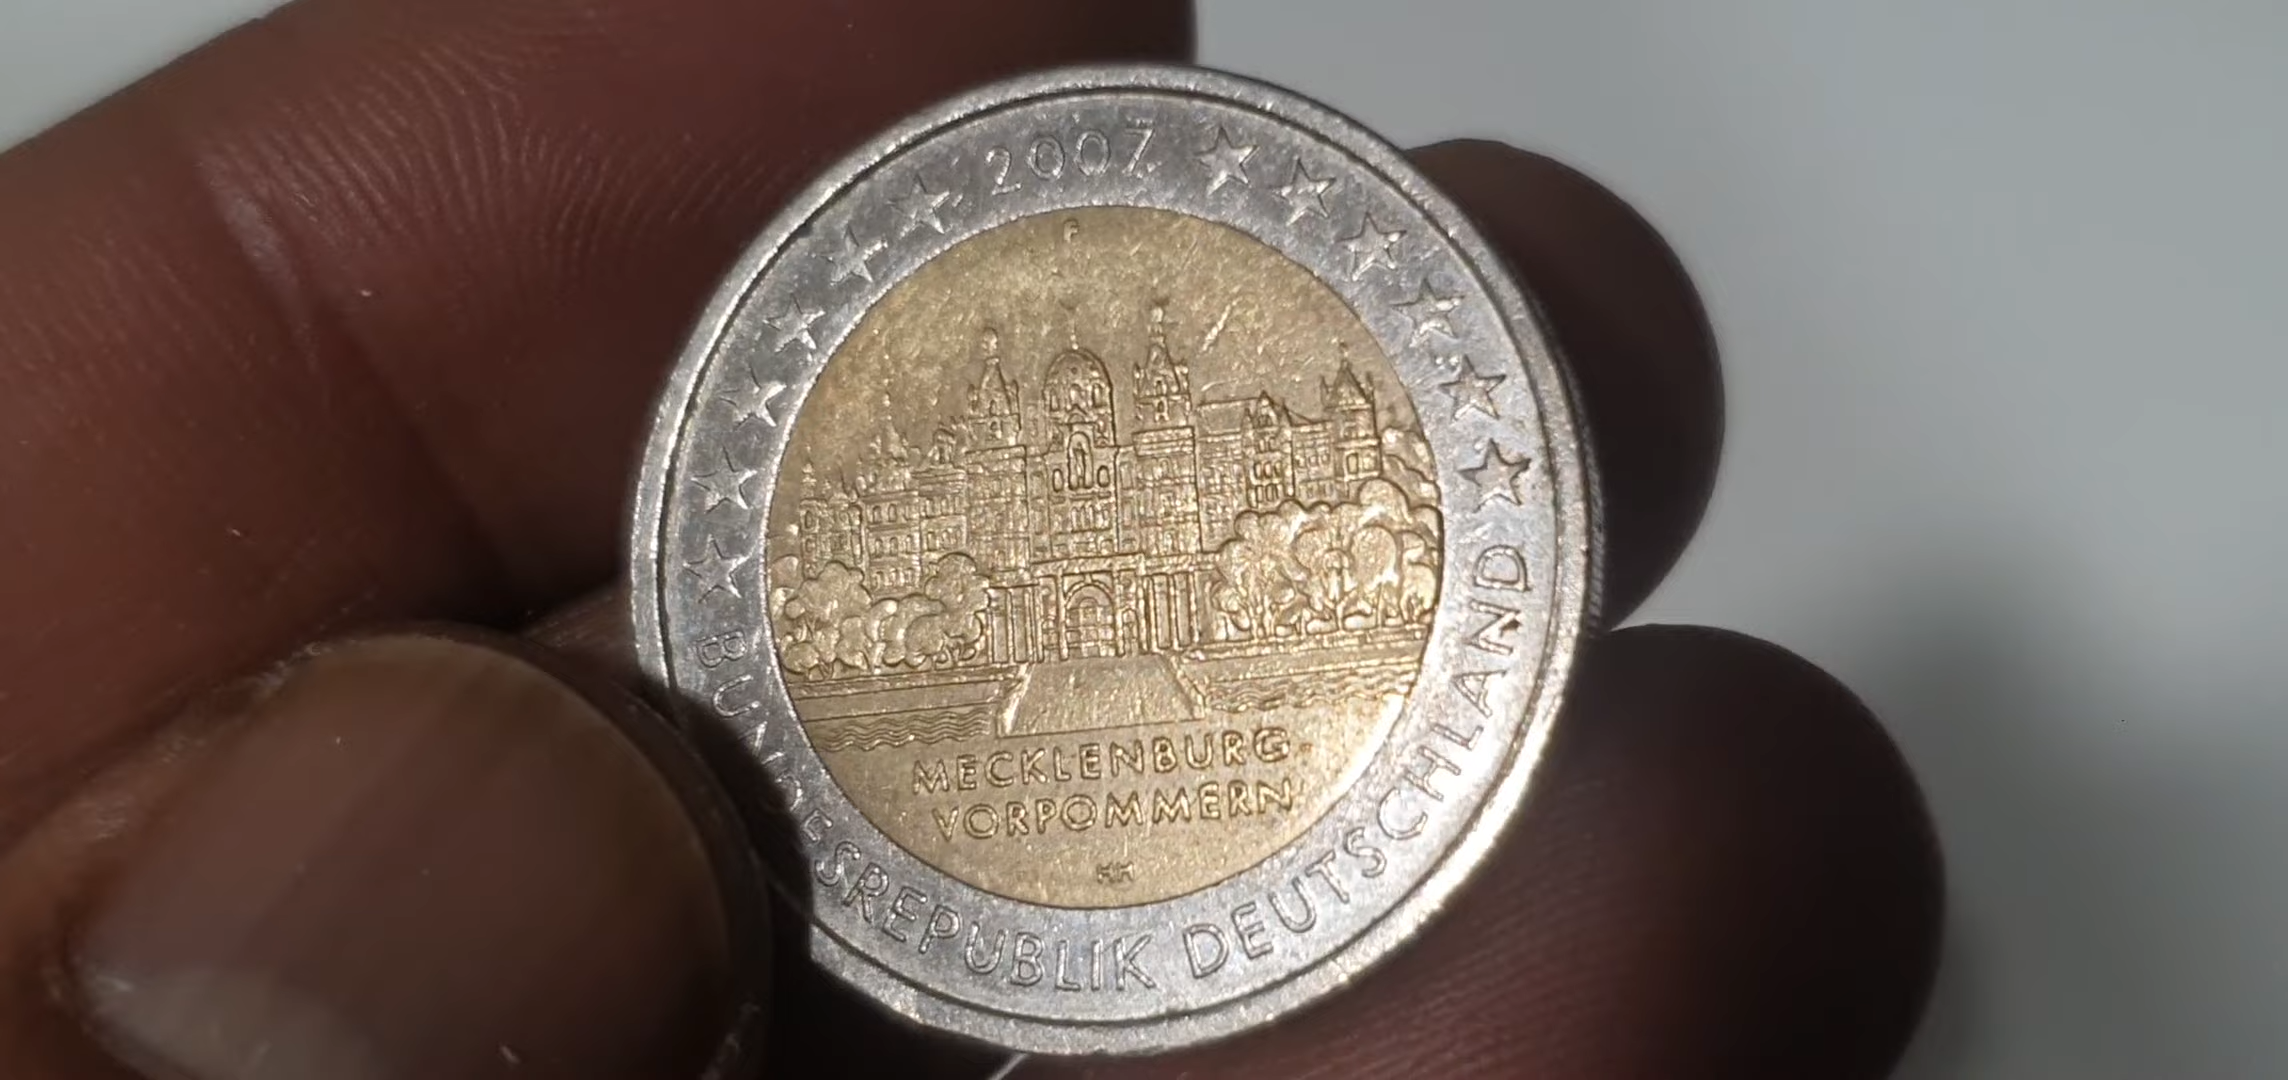 2007
F
MECKLENBURG-
VORPOMMERN
HH
BUNDESREPUBLIK DEUTSCHLAND